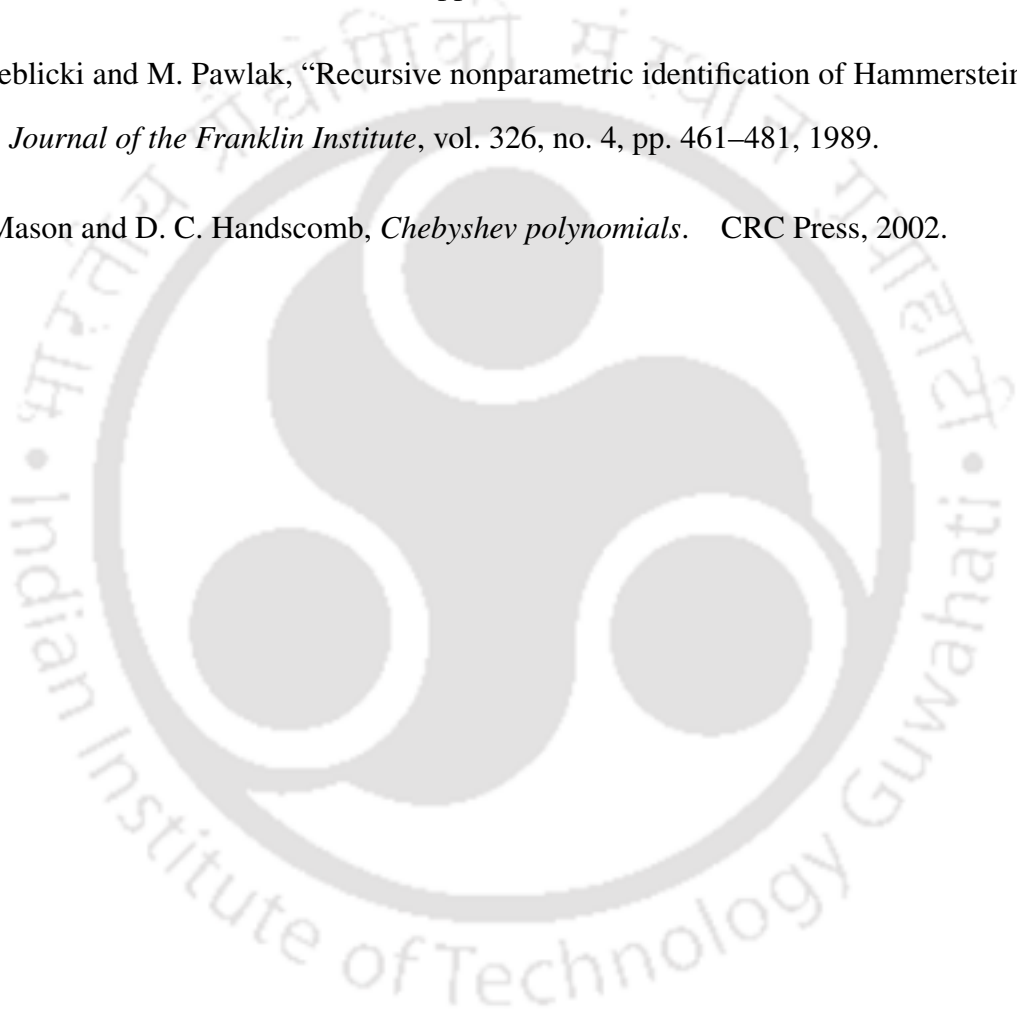 eblicki and M. Pawlak, “Recursive nonparametric identification of Hammerstein
Journal of the Franklin Institute, vol. 326, no. 4, pp. 461–481, 1989.
Mason and D. C. Handscomb, Chebyshev polynomials. CRC Press, 2002.
भारतीय प्रौद्योगिकी संस्थान गुवाहाटी
• Indian Institute of Technology Guwahati •